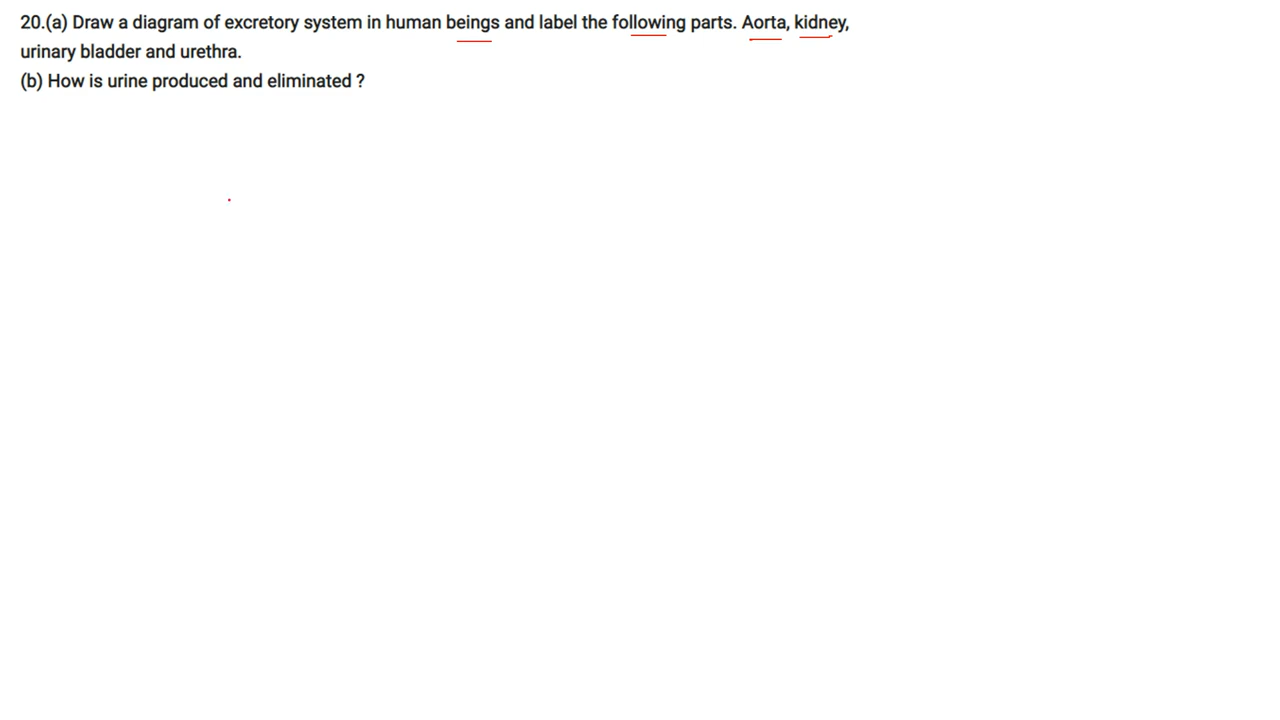 20.(a) Draw a diagram of excretory system in human beings and label the following parts. Aorta, kidney,
urinary bladder and urethra.
(b) How is urine produced and eliminated ?